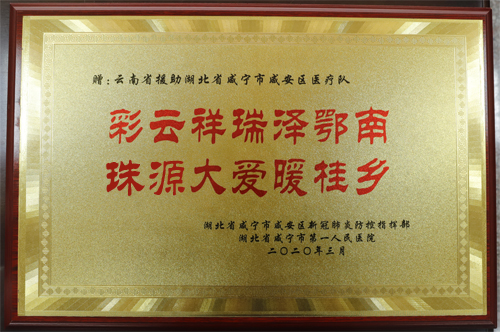 赠：云南省援助湖北省咸宁市咸安区医疗队
彩云祥瑞泽鄂南
珠源大爱暖桂乡
湖北省咸宁市咸安区新冠肺炎防控指挥部
湖北省咸宁市第一人民医院
二〇二〇年三月